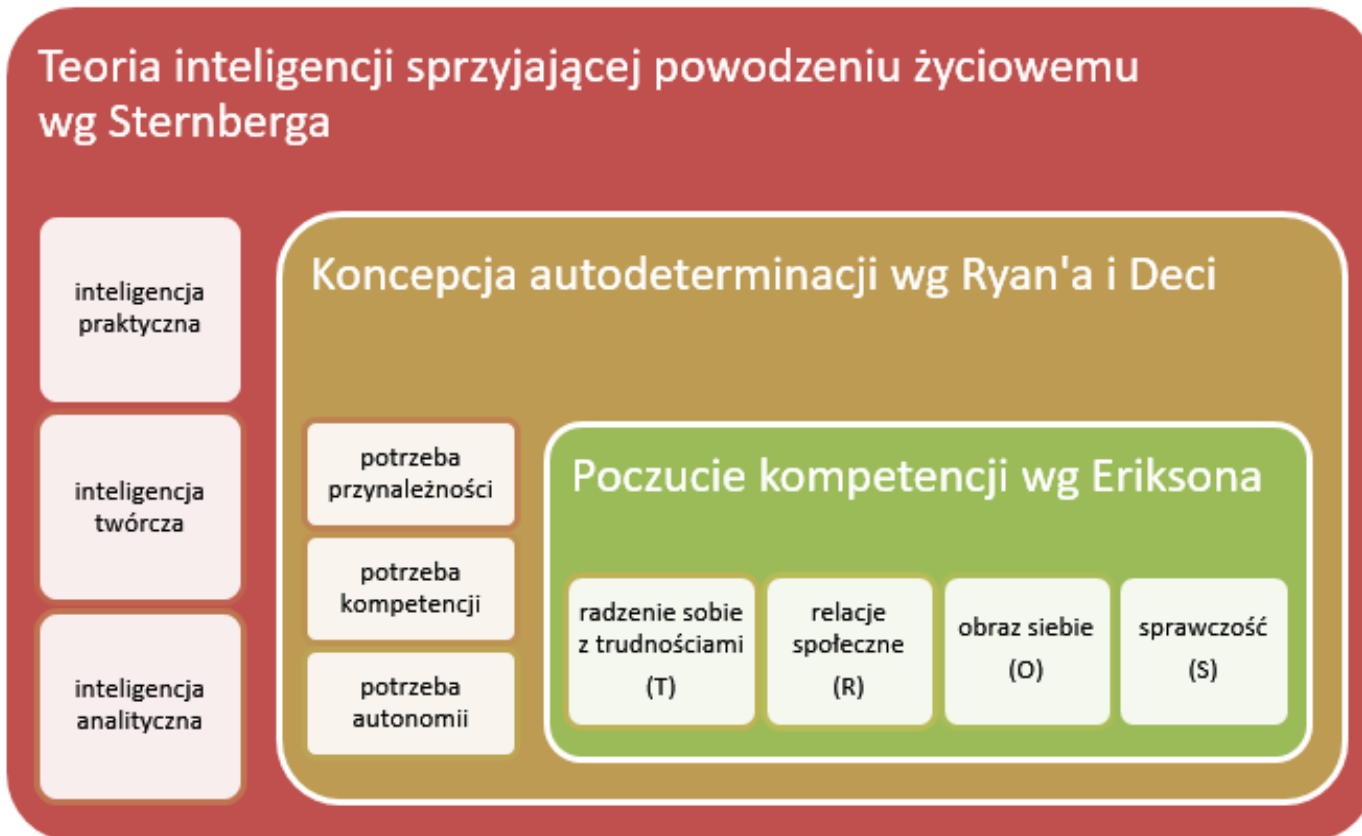 Teoria inteligencji sprzyjającej powodzeniu życiowemu
wg Sternberga
inteligencja
praktyczna
inteligencja
twórcza
inteligencja
analityczna
Koncepcja autodeterminacji wg Ryan'a i Deci
potrzeba
przynależności
potrzeba
kompetencji
potrzeba
autonomii
Poczucie kompetencji wg Eriksona
radzenie sobie
z trudnościami
(T)
relacje
społeczne
(R)
obraz siebie
(O)
sprawczość
(S)